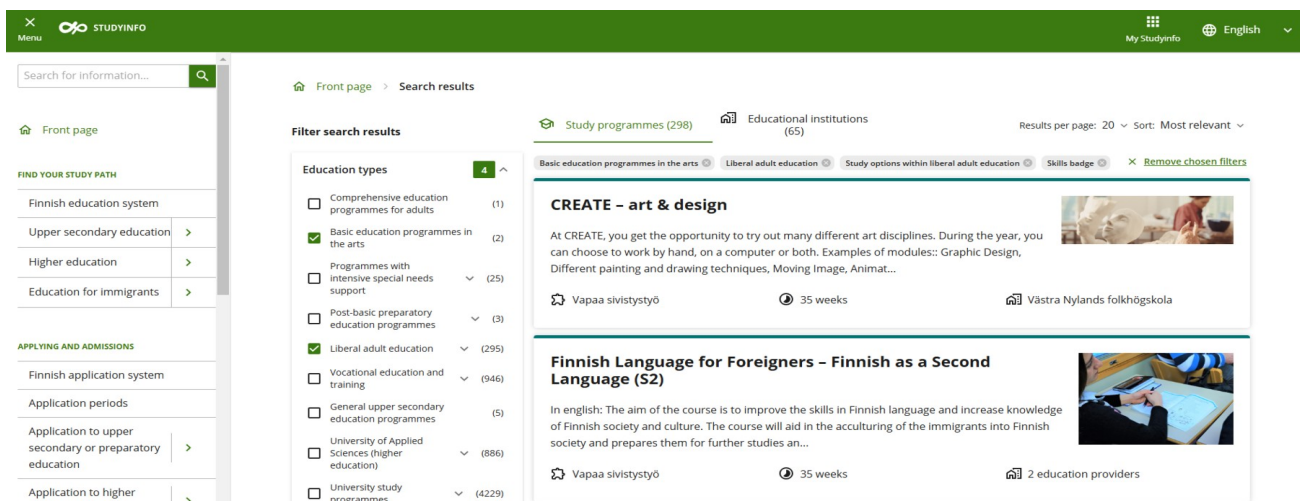 Menu
STUDYINFO
My Studyinfo
English
Search for information...
Front page
FIND YOUR STUDY PATH
Finnish education system
Upper secondary education
Higher education
Education for immigrants
APPLYING AND ADMISSIONS
Finnish application system
Application periods
Application to upper
secondary or preparatory
education
Application to higher
Front page > Search results
Filter search results
Education types 4
Comprehensive education
programmes for adults (1)
Basic education programmes in
the arts (2)
Programmes with
intensive special needs
support (25)
Post-basic preparatory
education programmes (3)
Liberal adult education (295)
Vocational education and
training (946)
General upper secondary
education programmes (5)
University of Applied
Sciences (higher
education) (886)
University study
programmes (4229)
Study programmes (298)
Educational institutions
(65)
Results per page: 20 Sort: Most relevant
Basic education programmes in the arts
Liberal adult education
Study options within liberal adult education
Skills badge
Remove chosen filters
CREATE – art & design
At CREATE, you get the opportunity to try out many different art disciplines. During the year, you
can choose to work by hand, on a computer or both. Examples of modules:: Graphic Design,
Different painting and drawing techniques, Moving Image, Animat...
Vapaa sivistystyö
35 weeks
Västra Nylands folkhögskola
Finnish Language for Foreigners – Finnish as a Second
Language (S2)
In english: The aim of the course is to improve the skills in Finnish language and increase knowledge
of Finnish society and culture. The course will aid in the acculturing of the immigrants into Finnish
society and prepares them for further studies an...
Vapaa sivistystyö
35 weeks
2 education providers